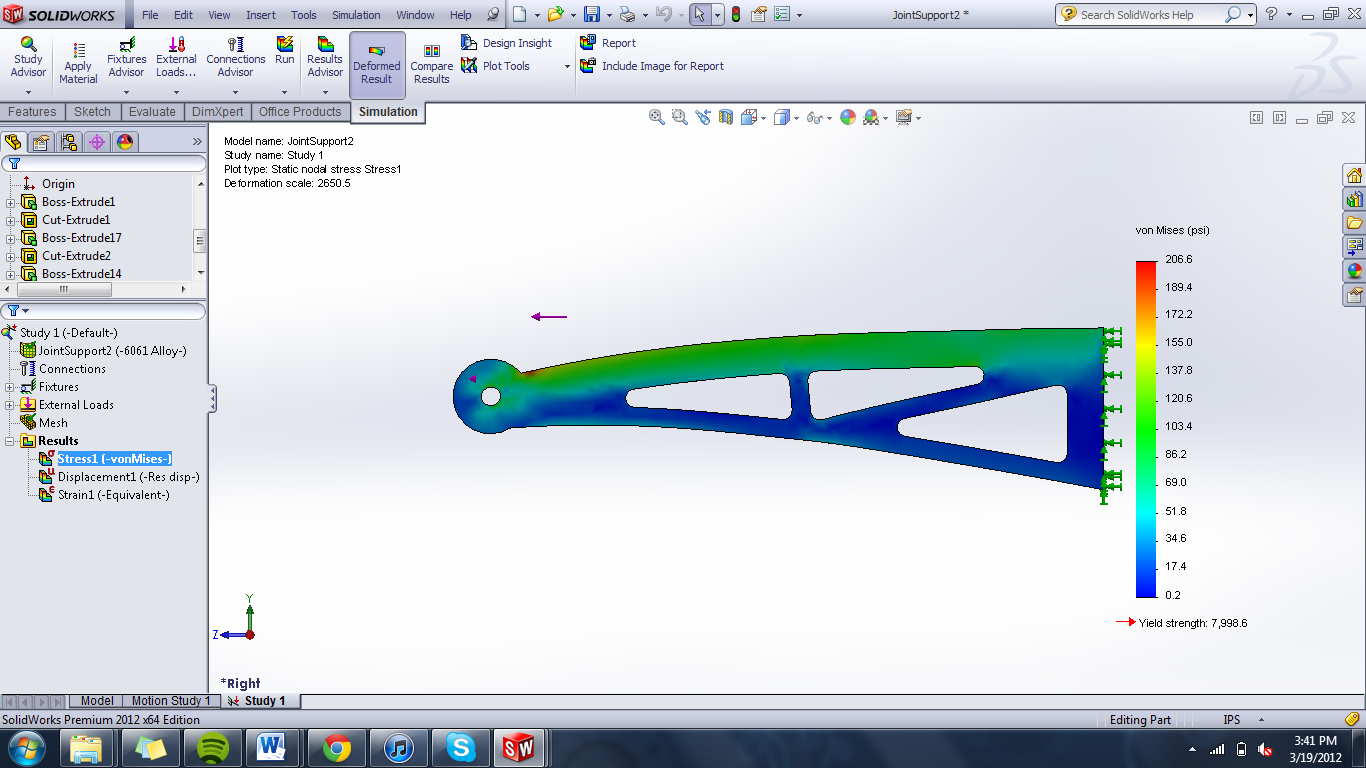 SOLIDWORKS File Edit View Insert Tools Simulation Window Help JointSupport2 * Search SolidWorks Help
Study Advisor
Apply Material
Fixtures Advisor
External Loads...
Connections Advisor
Run
Results Advisor
Deformed Result
Compare Results
Design Insight
Plot Tools
Report
Include Image for Report
Features Sketch Evaluate DimXpert Office Products Simulation
Origin
Boss-Extrude1
Cut-Extrude1
Boss-Extrude17
Cut-Extrude2
Boss-Extrude14
Study 1 (-Default-)
JointSupport2 (-6061 Alloy-)
Connections
Fixtures
External Loads
Mesh
Results
Stress1 (-vonMises-)
Displacement1 (-Res disp-)
Strain1 (-Equivalent-)
Model name: JointSupport2
Study name: Study 1
Plot type: Static nodal stress Stress1
Deformation scale: 2650.5
von Mises (psi)
206.6
189.4
172.2
155.0
137.8
120.6
103.4
86.2
69.0
51.8
34.6
17.4
0.2
Yield strength: 7,998.6
Y
Z
*Right
Model Motion Study 1 Study 1
SolidWorks Premium 2012 x64 Edition Editing Part IPS
3:41 PM
3/19/2012